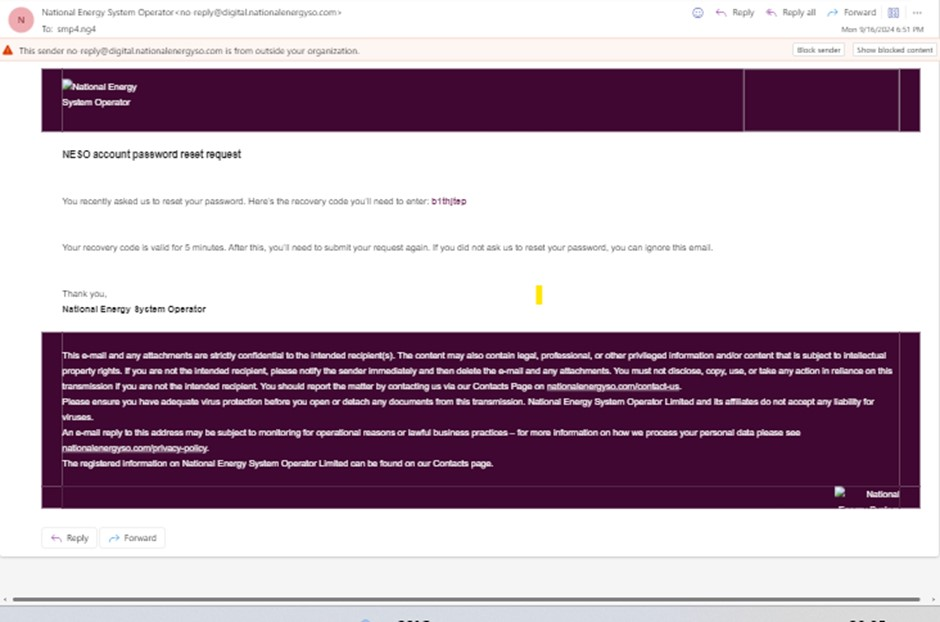 N
National Energy System Operator<no-reply@digital.nationalenergyso.com>
Reply
Reply all
Forward
To: smp4.ng4
Mon 9/16/2024 6:51 PM
This sender no-reply@digital.nationalenergyso.com is from outside your organization.
Block sender
Show blocked content
National Energy
System Operator
NESO account password reset request
You recently asked us to reset your password. Here's the recovery code you'll need to enter: b1thjtep
Your recovery code is valid for 5 minutes. After this, you'll need to submit your request again. If you did not ask us to reset your password, you can ignore this email.
Thank you,
National Energy System Operator
This e-mail and any attachments are strictly confidential to the intended recipient(s). The content may also contain legal, professional, or other privileged information and/or content that is subject to intellectual
property rights. If you are not the intended recipient, please notify the sender immediately and then delete the e-mail and any attachments. You must not disclose, copy, use, or take any action in reliance on this
transmission if you are not the intended recipient. You should report the matter by contacting us via our Contacts Page on nationalenergyso.com/contact-us.
Please ensure you have adequate virus protection before you open or detach any documents from this transmission. National Energy System Operator Limited and its affiliates do not accept any liability for
viruses.
An e-mail reply to this address may be subject to monitoring for operational reasons or lawful business practices – for more information on how we process your personal data please see
nationalenergyso.com/privacy-policy.
The registered information on National Energy System Operator Limited can be found on our Contacts page.
National
Reply
Forward